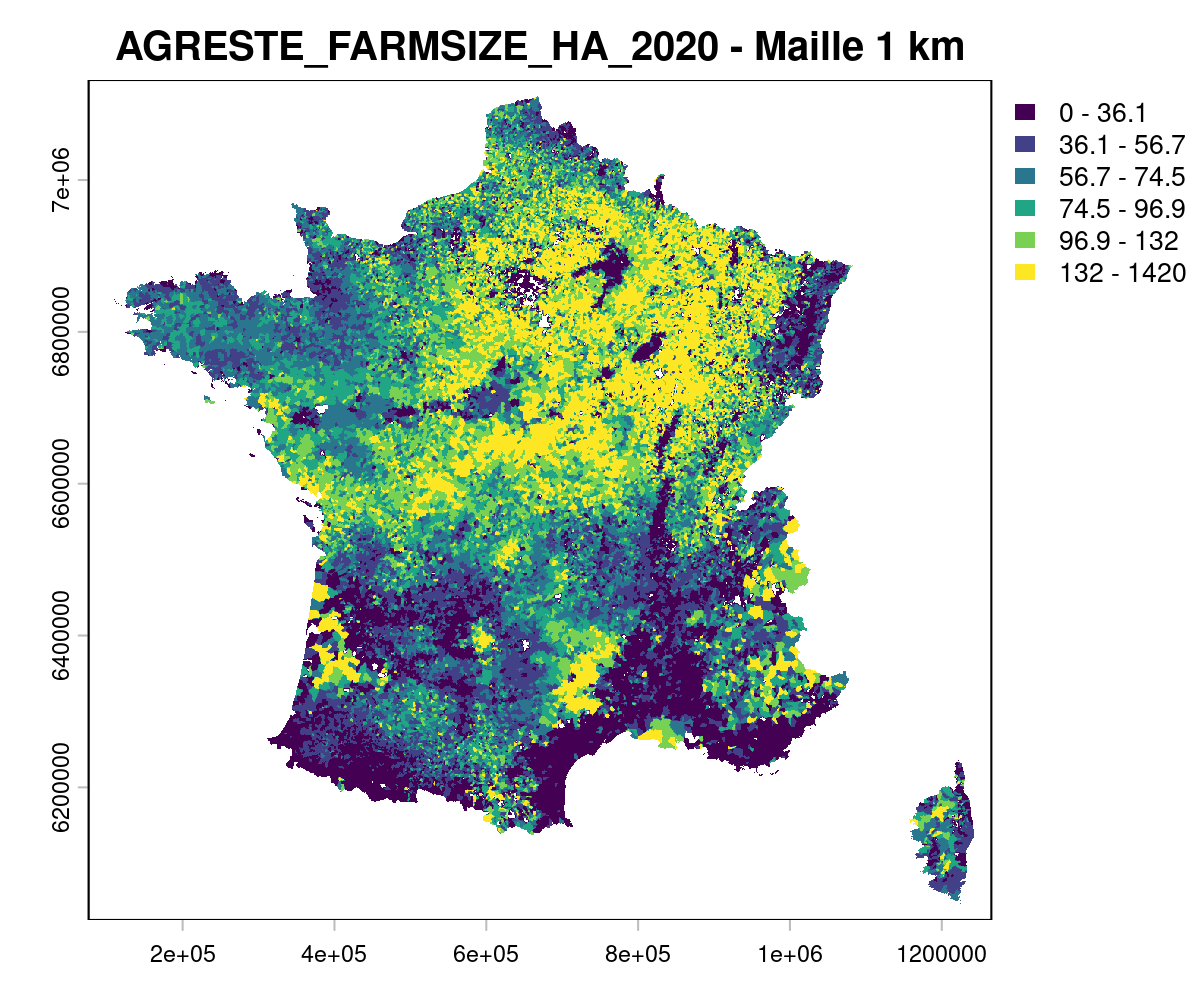 AGRESTE_FARMSIZE_HA_2020 - Maille 1 km
0 - 36.1
36.1 - 56.7
56.7 - 74.5
74.5 - 96.9
96.9 - 132
132 - 1420
7e+06
6800000
6600000
6400000
6200000
2e+05 4e+05 6e+05 8e+05 1e+06 1200000